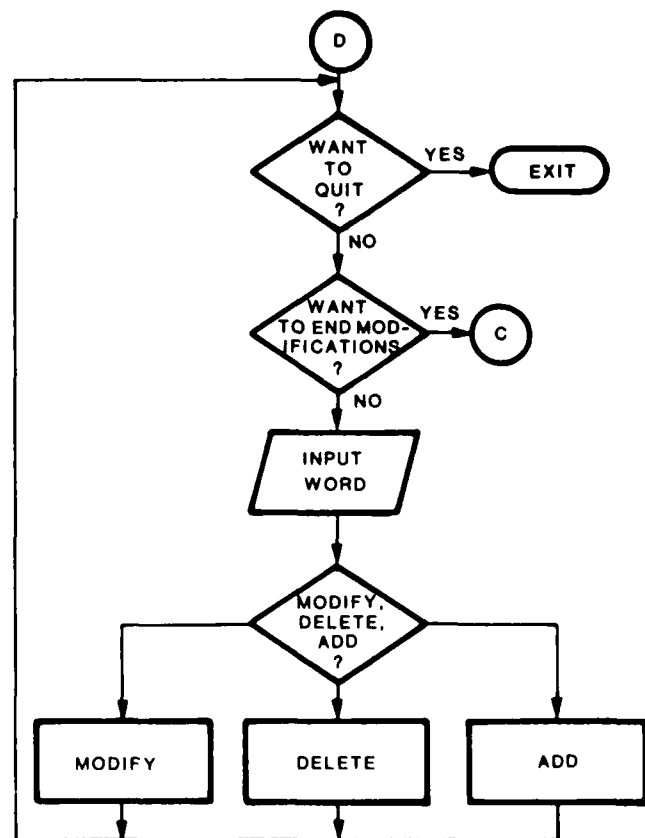 D
WANT
TO
QUIT
?
YES
EXIT
NO
WANT
TO END MOD-
IFICATIONS
?
YES
C
NO
INPUT
WORD
MODIFY,
DELETE,
ADD
?
MODIFY
DELETE
ADD